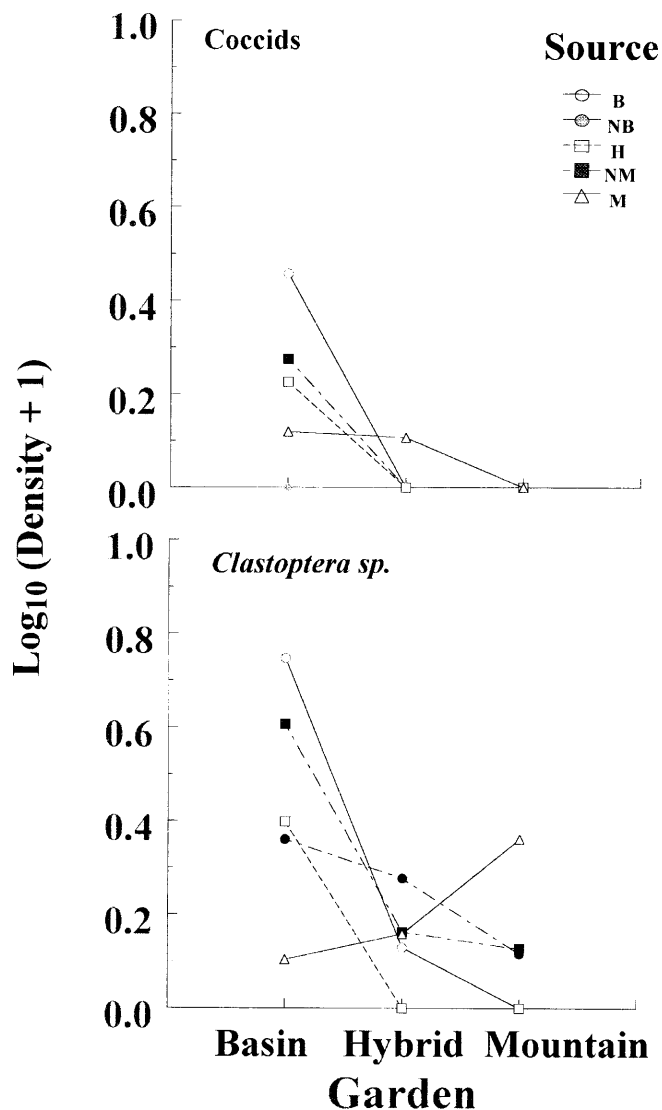 Coccids
Source
B
NB
H
NM
M
1.0
0.8
0.6
0.4
0.2
0.0
Log10 (Density + 1)
Clastoptera sp.
1.0
0.8
0.6
0.4
0.2
0.0
Basin Hybrid Mountain
Garden